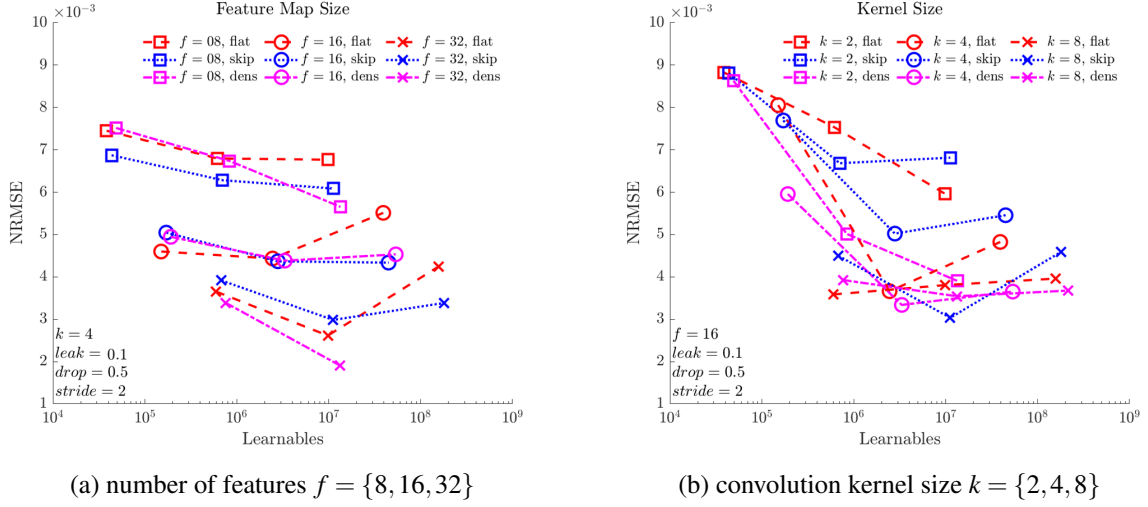 Feature Map Size
×10⁻³
10
9
8
7
6
5
4
3
2
1
NRMSE
f = 08, flat
f = 16, flat
f = 32, flat
f = 08, skip
f = 16, skip
f = 32, skip
f = 08, dens
f = 16, dens
f = 32, dens
k = 4
leak = 0.1
drop = 0.5
stride = 2
10⁴ 10⁵ 10⁶ 10⁷ 10⁸ 10⁹
Learnables
(a) number of features f = {8, 16, 32}
Kernel Size
×10⁻³
10
9
8
7
6
5
4
3
2
1
NRMSE
k = 2, flat
k = 4, flat
k = 8, flat
k = 2, skip
k = 4, skip
k = 8, skip
k = 2, dens
k = 4, dens
k = 8, dens
f = 16
leak = 0.1
drop = 0.5
stride = 2
10⁴ 10⁵ 10⁶ 10⁷ 10⁸ 10⁹
Learnables
(b) convolution kernel size k = {2, 4, 8}